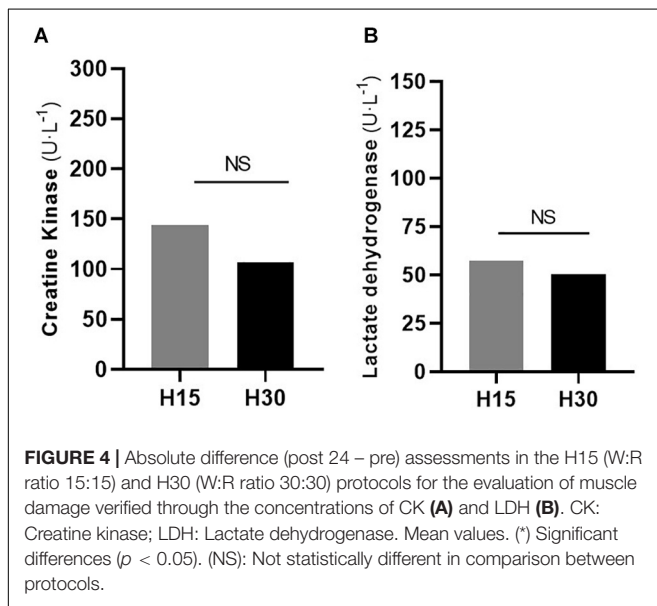 A
Creatine Kinase (U·L⁻¹)
300
250
200
150
100
50
0
NS
H15 H30
B
Lactate dehydrogenase (U·L⁻¹)
150
125
100
75
50
25
0
NS
H15 H30
FIGURE 4 | Absolute difference (post 24 – pre) assessments in the H15 (W:R
ratio 15:15) and H30 (W:R ratio 30:30) protocols for the evaluation of muscle
damage verified through the concentrations of CK (A) and LDH (B). CK:
Creatine kinase; LDH: Lactate dehydrogenase. Mean values. (*) Significant
differences (p < 0.05). (NS): Not statistically different in comparison between
protocols.